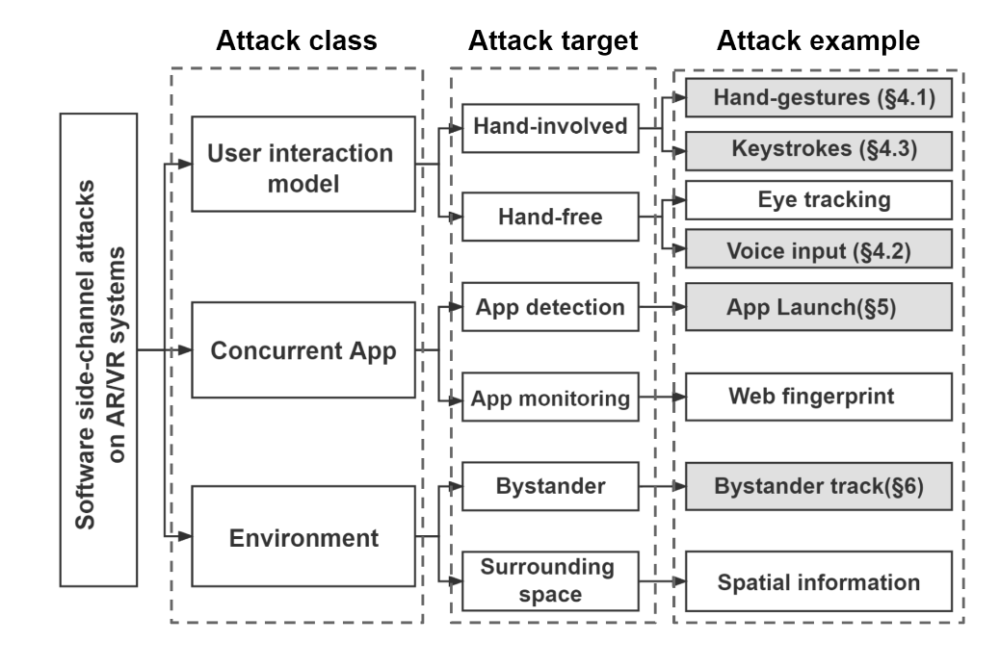 Attack class
Attack target
Attack example
Software side-channel attacks
on AR/VR systems
User interaction
model
Hand-involved
Hand-gestures (§4.1)
Keystrokes (§4.3)
Hand-free
Eye tracking
Voice input (§4.2)
Concurrent App
App detection
App Launch(§5)
App monitoring
Web fingerprint
Environment
Bystander
Bystander track(§6)
Surrounding
space
Spatial information